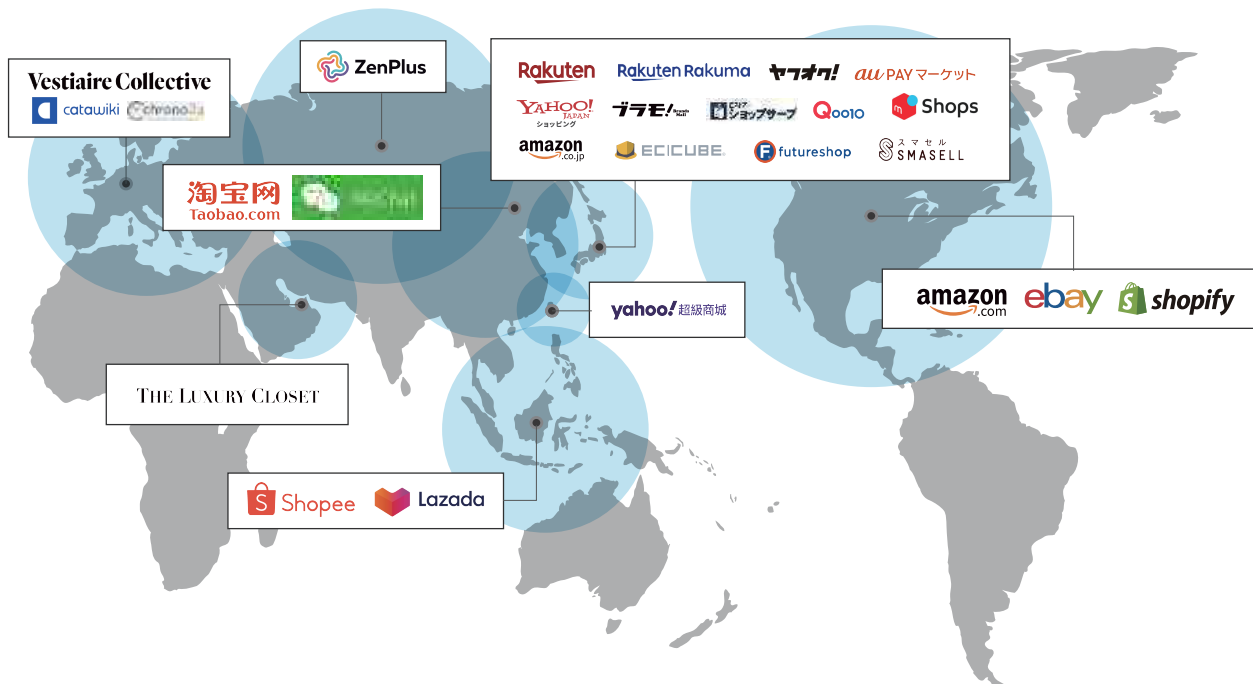 Vestiaire Collective
catawiki
ZenPlus
Rakuten
Rakuten Rakuma
ヤフオク!
au PAY マーケット
YAHOO!
JAPAN
ショッピング
ブラモ!
Qoo10
m
Shops
ショップサーブ
amazon
.co.jp
EC CUBE
F futureshop
スマセル
SMASELL
淘宝网
Taobao.com
yahoo! 超級商城
amazon
.com
ebay
S shopify
THE LUXURY CLOSET
S Shopee
Lazada